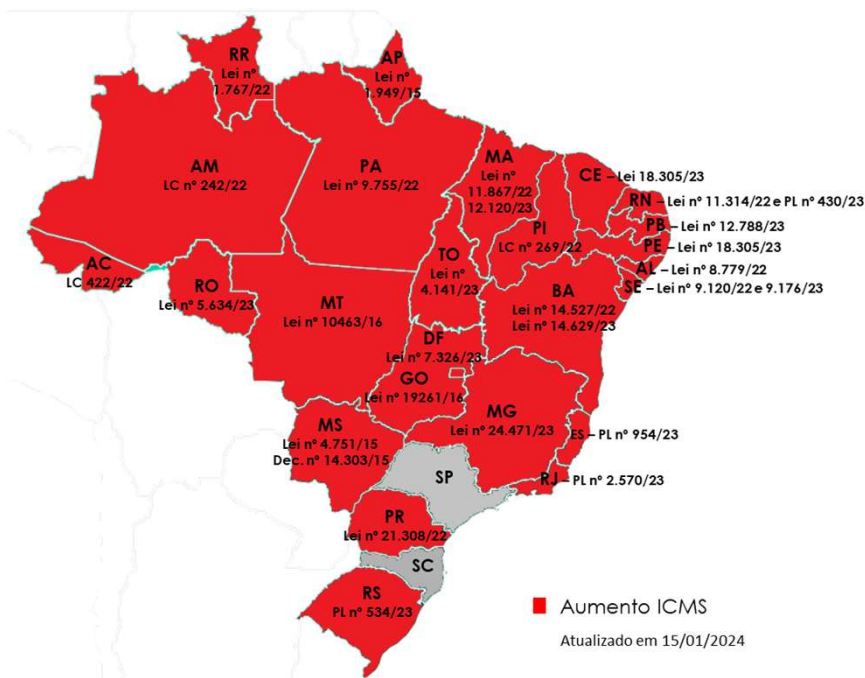 RR
Lei nº
1.767/22
AP
Lei nº
1.949/15
AM
LC nº 242/22
PA
Lei nº 9.755/22
MA
Lei nº
11.867/22
12.120/23
CE – Lei 18.305/23
RN – Lei nº 11.314/22 e PL nº 430/23
PB – Lei nº 12.788/23
PE – Lei nº 18.305/23
AL – Lei nº 8.779/22
SE – Lei nº 9.120/22 e 9.176/23
PI
LC nº 269/22
AC
LC 422/22
RO
Lei nº 5.634/23
TO
Lei nº
4.141/23
MT
Lei nº 10463/16
BA
Lei nº 14.527/22
Lei nº 14.629/23
DF
Lei nº 7.326/23
GO
Lei nº 19261/16
MG
Lei nº 24.471/23
ES – PL nº 954/23
MS
Lei nº 4.751/15
Dec. nº 14.303/15
RJ – PL nº 2.570/23
SP
PR
Lei nº 21.308/22
SC
RS
PL nº 534/23
Aumento ICMS
Atualizado em 15/01/2024